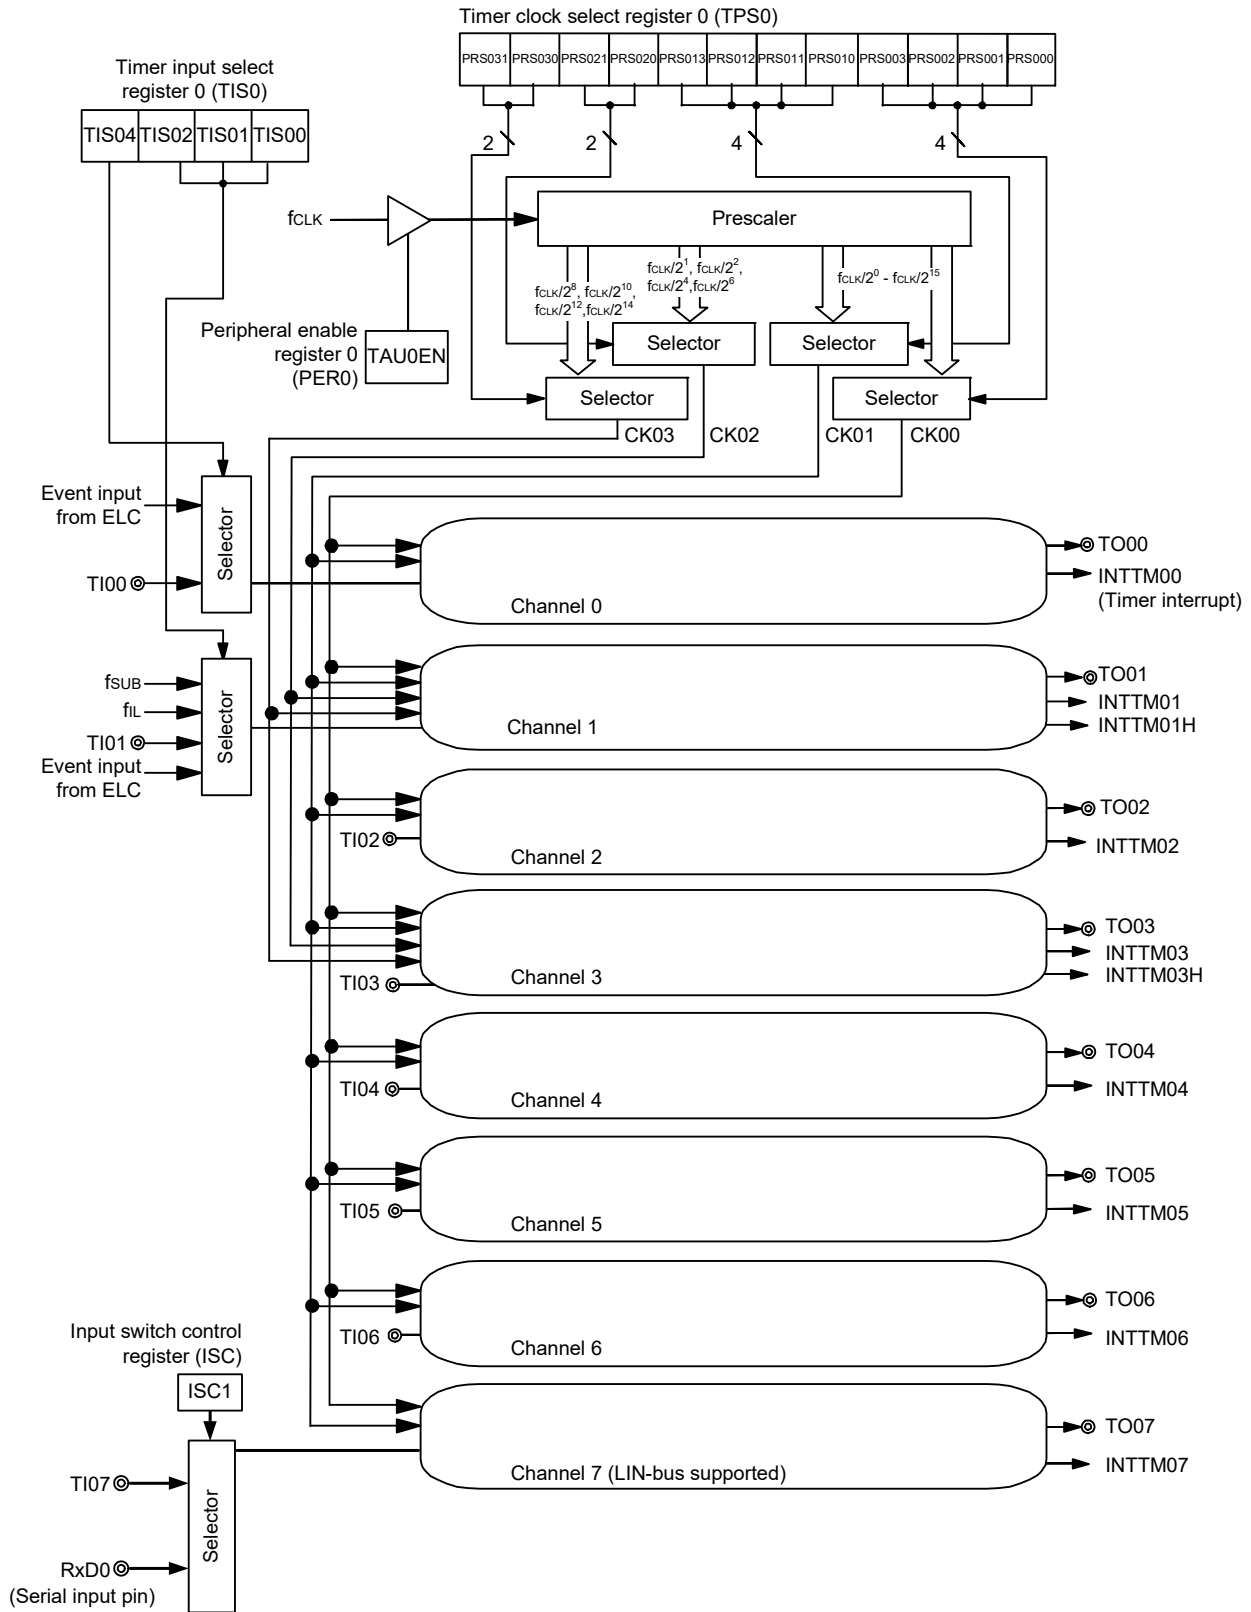 Timer clock select register 0 (TPS0)
PRS031 PRS030 PRS021 PRS020 PRS013 PRS012 PRS011 PRS010 PRS003 PRS002 PRS001 PRS000
Timer input select
register 0 (TIS0)
TIS04 TIS02 TIS01 TIS00
2 2 4 4
fCLK
Prescaler
fCLK/2^8, fCLK/2^10,
fCLK/2^12,fCLK/2^14
fCLK/2^1, fCLK/2^2,
fCLK/2^4,fCLK/2^6
fCLK/2^0 - fCLK/2^15
Peripheral enable
register 0
(PER0)
TAU0EN
Selector Selector
Selector Selector
CK03 CK02 CK01 CK00
Event input
from ELC
TI00
Selector
Channel 0
TO00
INTTM00
(Timer interrupt)
fSUB
fIL
TI01
Event input
from ELC
Selector
Channel 1
TO01
INTTM01
INTTM01H
TI02
Channel 2
TO02
INTTM02
TI03
Channel 3
TO03
INTTM03
INTTM03H
TI04
Channel 4
TO04
INTTM04
TI05
Channel 5
TO05
INTTM05
TI06
Channel 6
TO06
INTTM06
Input switch control
register (ISC)
ISC1
TI07
RxD0
(Serial input pin)
Selector
Channel 7 (LIN-bus supported)
TO07
INTTM07